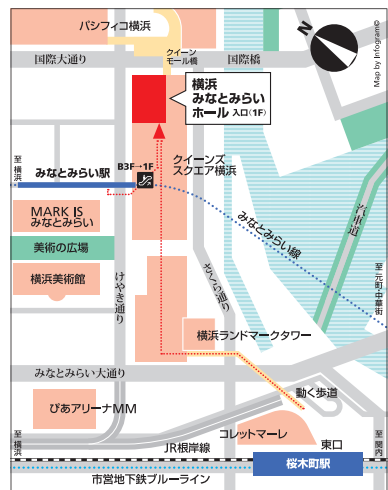 パシフィコ横浜
N
Map by Infogram©
クイーン
モール橋
国際大通り
国際橋
横浜
みなとみらい
ホール 入口(1F)
至 横浜
みなとみらい駅
B3F→1F
クイーンズ
スクエア横浜
MARK IS
みなとみらい
美術の広場
横浜美術館
けやき通り
さくら通り
みなとみらい線
汽車道
至 元町・中華街
横浜ランドマークタワー
みなとみらい大通り
動く歩道
ぴあアリーナMM
コレットマーレ
東口
JR根岸線
至 横浜
桜木町駅
至 関内
市営地下鉄ブルーライン